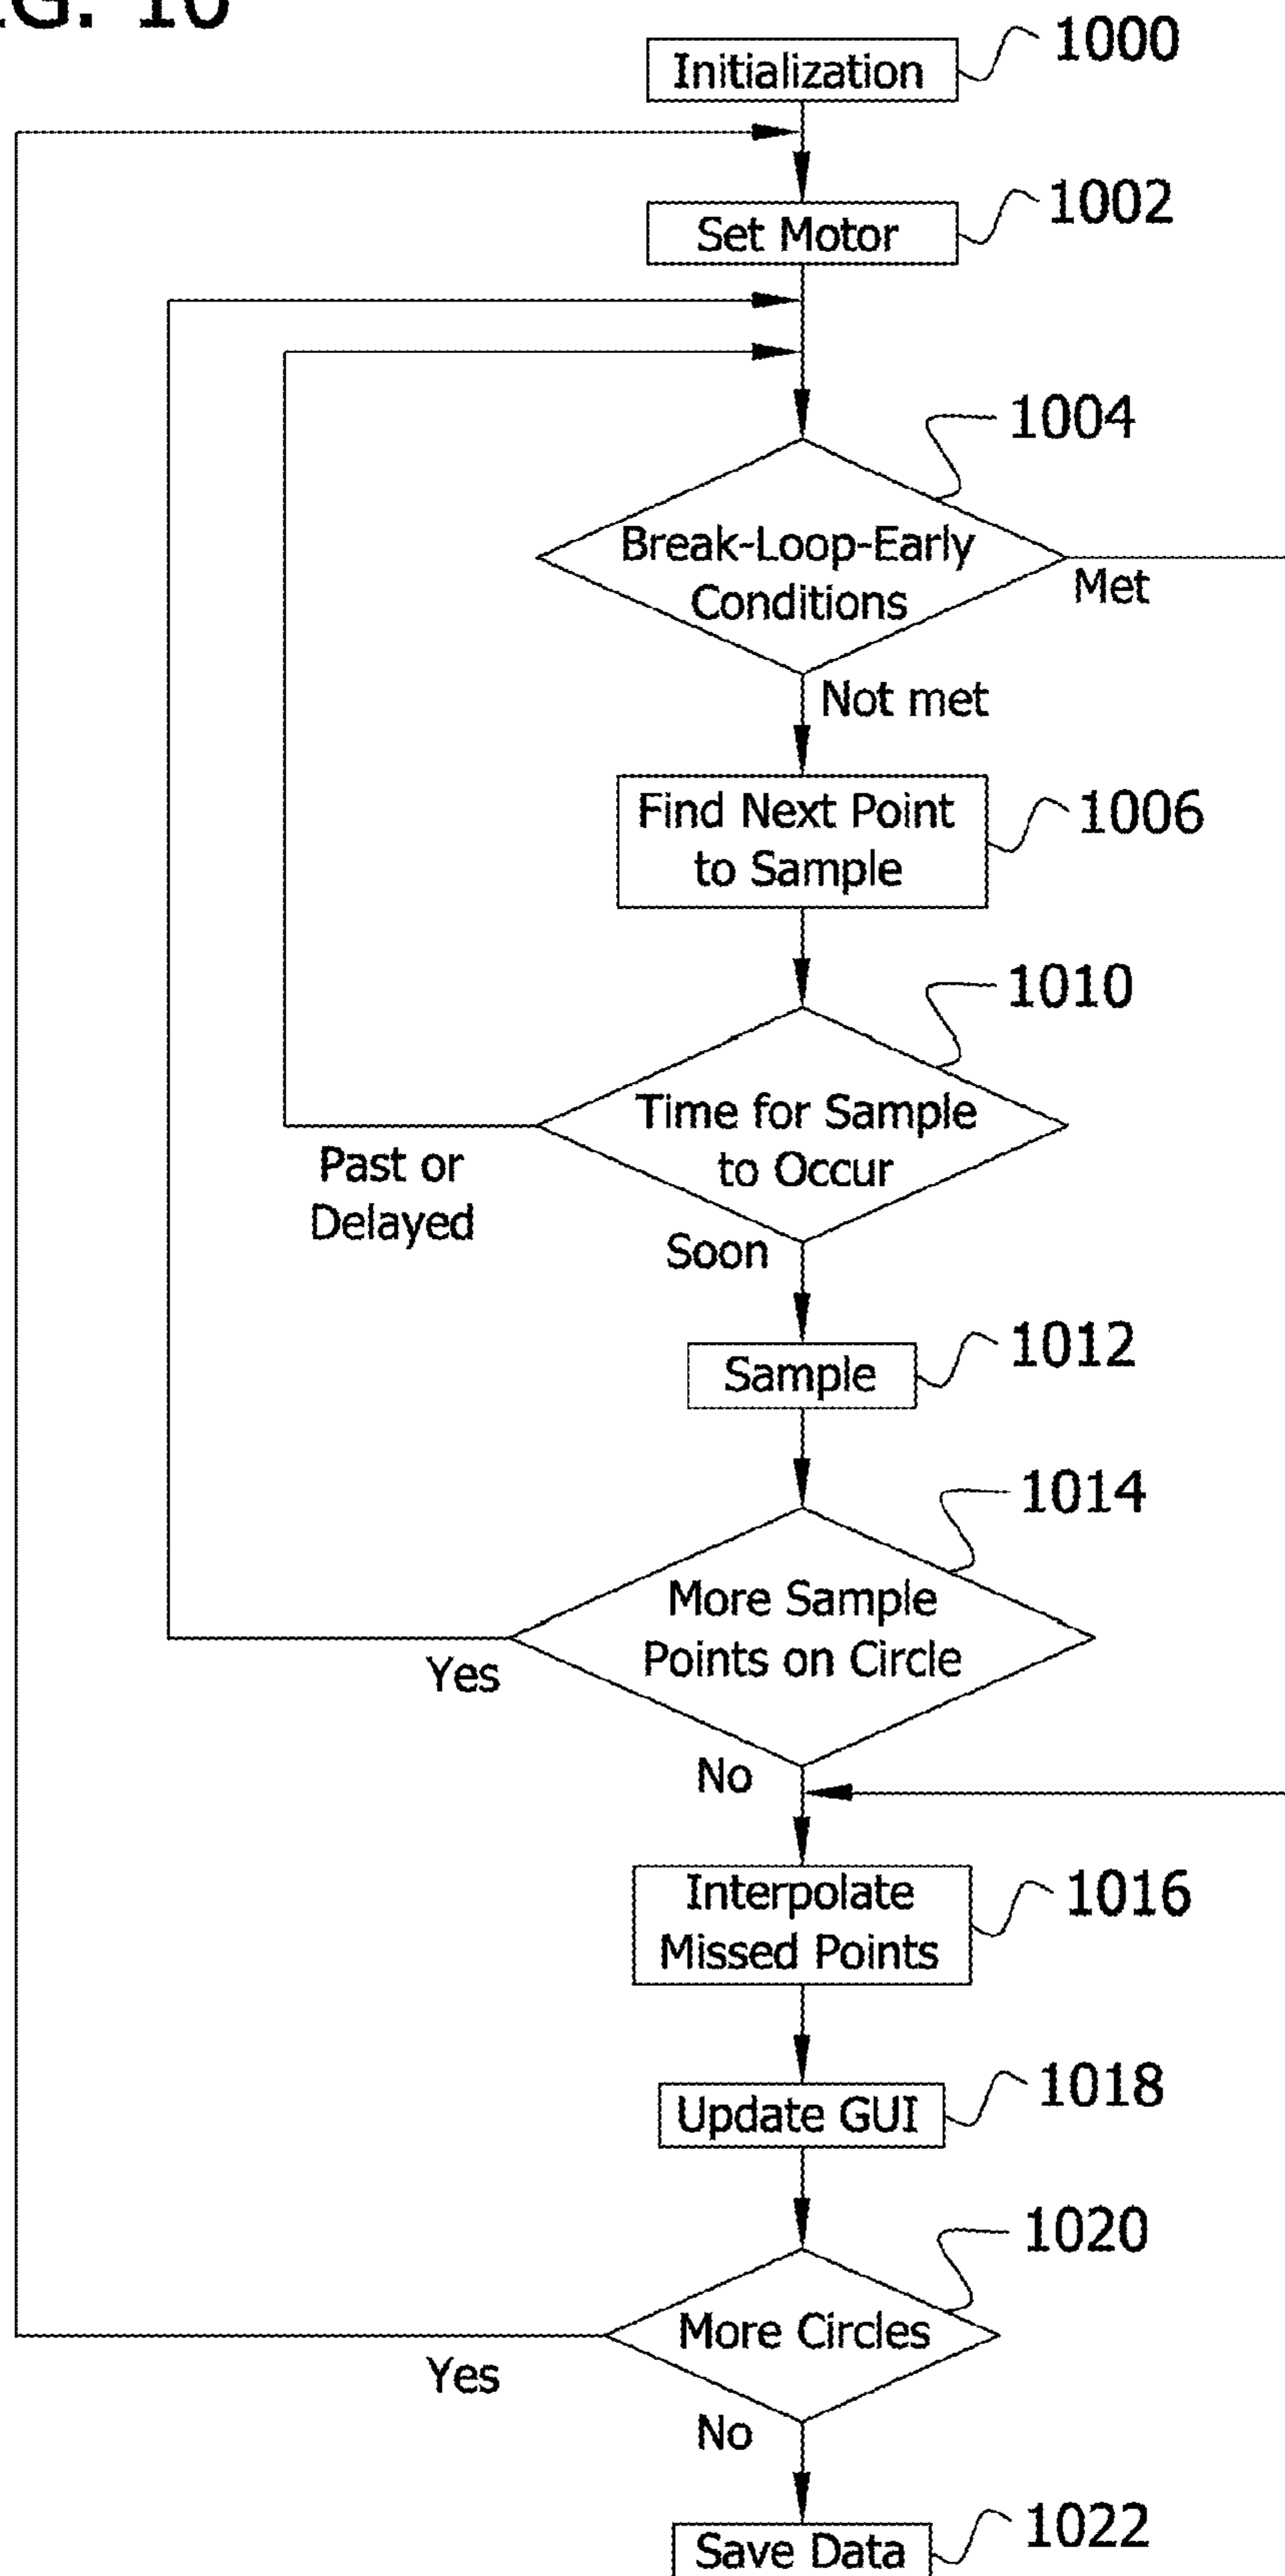 G. 10
Initialization
1000
Set Motor
1002
1004
Break-Loop-Early
Conditions
Met
Not met
Find Next Point
to Sample
1006
1010
Time for Sample
to Occur
Past or
Delayed
Soon
Sample
1012
1014
More Sample
Points on Circle
Yes
No
Interpolate
Missed Points
1016
Update GUI
1018
1020
More Circles
Yes
No
Save Data
1022